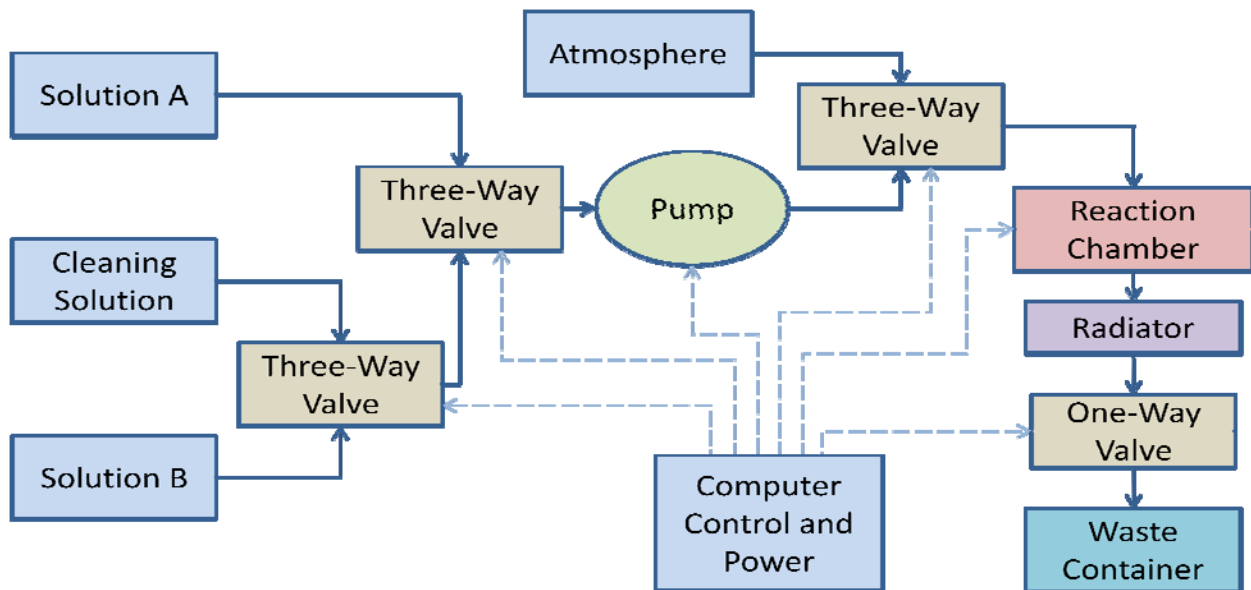 Atmosphere
Solution A
Three-Way
Valve
Three-Way
Valve
Pump
Reaction
Chamber
Cleaning
Solution
Radiator
Three-Way
Valve
One-Way
Valve
Solution B
Computer
Control and
Power
Waste
Container